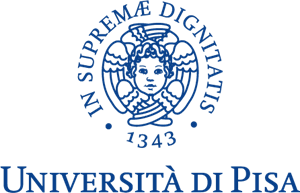 IN SUPREMÆ DIGNITATIS
· 1343 ·
UNIVERSITÀ DI PISA